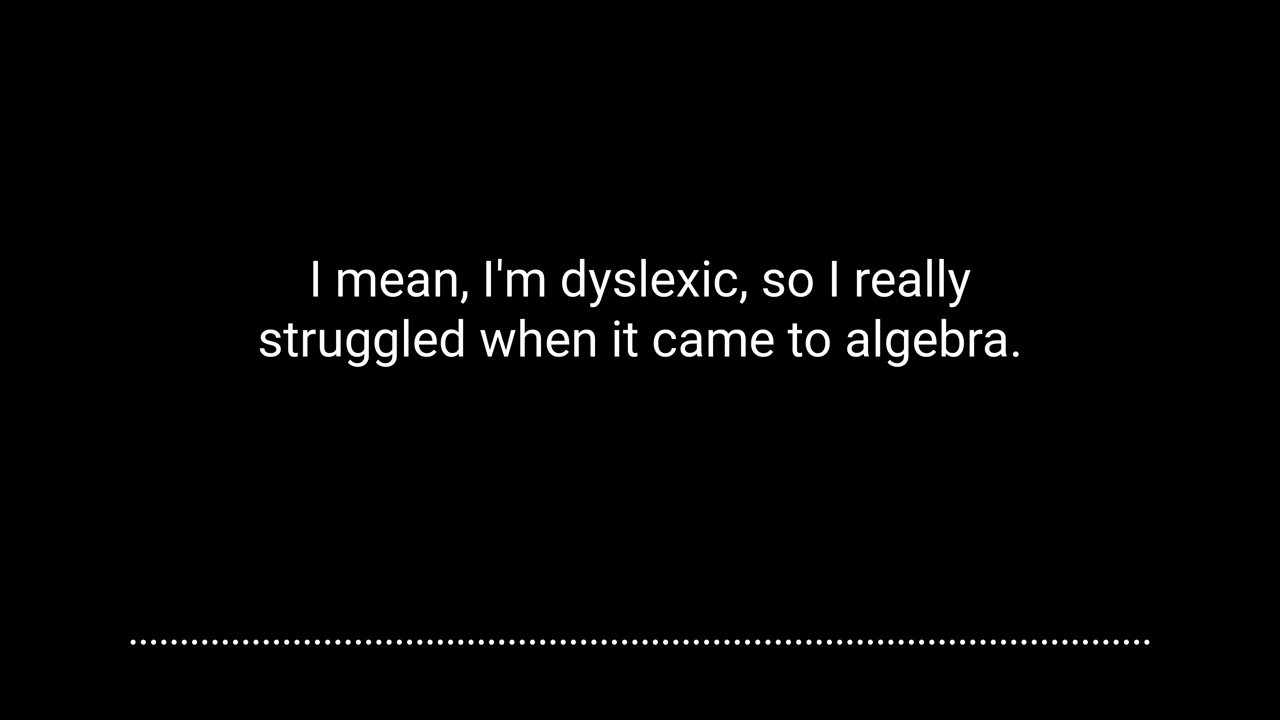 I mean, I'm dyslexic, so I really
struggled when it came to algebra.